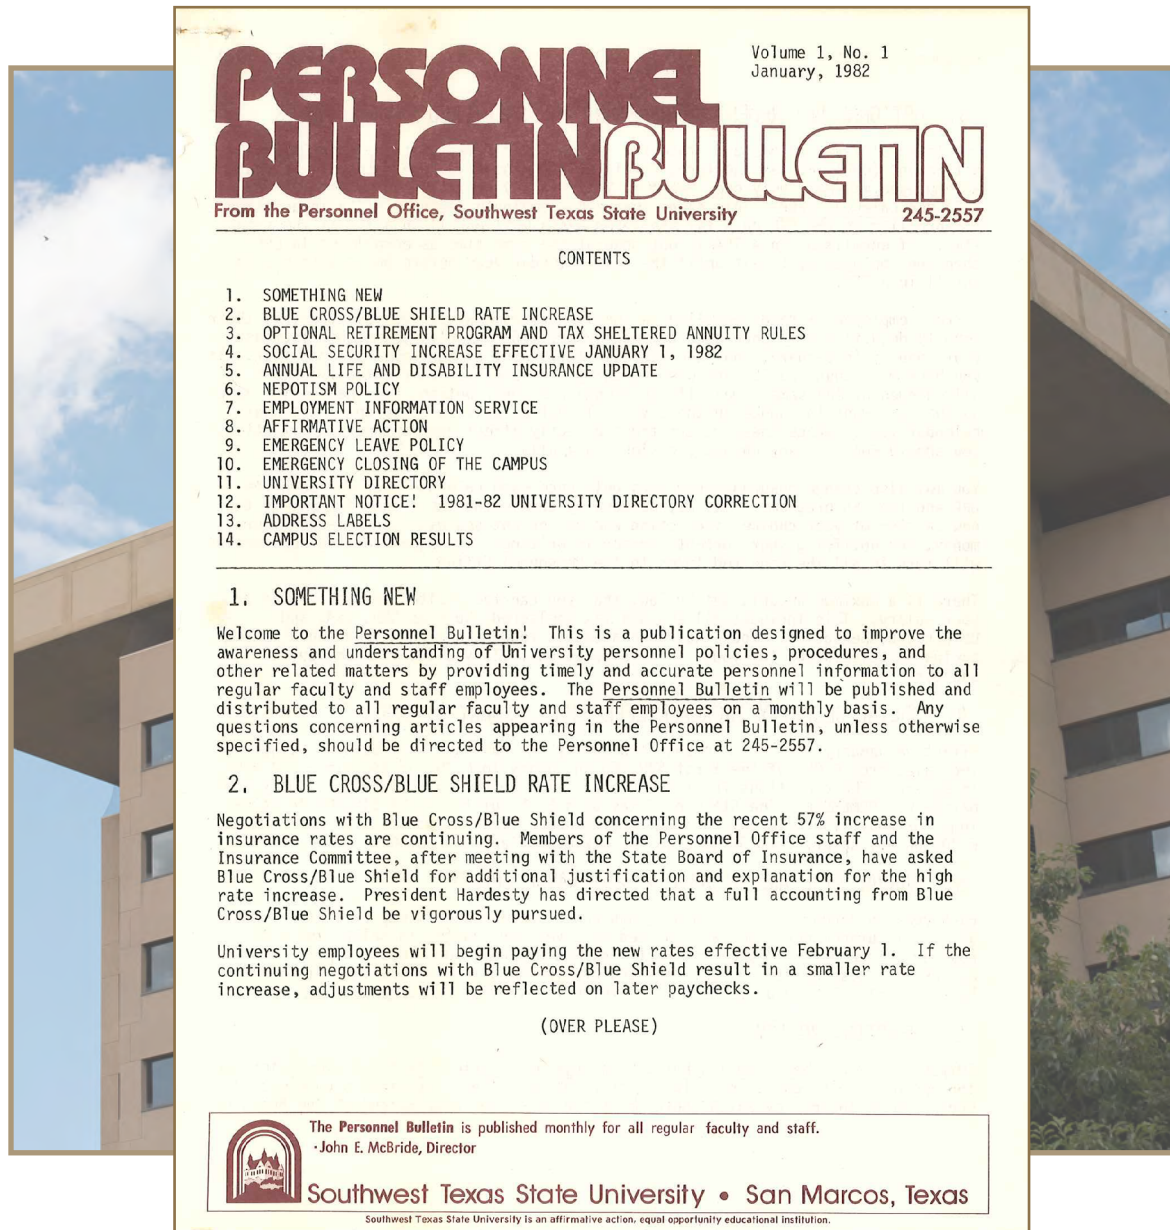 PERSONNEL
BULLETIN BULLETIN
Volume 1, No. 1
January, 1982
From the Personnel Office, Southwest Texas State University 245-2557
CONTENTS
1. SOMETHING NEW
2. BLUE CROSS/BLUE SHIELD RATE INCREASE
3. OPTIONAL RETIREMENT PROGRAM AND TAX SHELTERED ANNUITY RULES
4. SOCIAL SECURITY INCREASE EFFECTIVE JANUARY 1, 1982
5. ANNUAL LIFE AND DISABILITY INSURANCE UPDATE
6. NEPOTISM POLICY
7. EMPLOYMENT INFORMATION SERVICE
8. AFFIRMATIVE ACTION
9. EMERGENCY LEAVE POLICY
10. EMERGENCY CLOSING OF THE CAMPUS
11. UNIVERSITY DIRECTORY
12. IMPORTANT NOTICE! 1981-82 UNIVERSITY DIRECTORY CORRECTION
13. ADDRESS LABELS
14. CAMPUS ELECTION RESULTS
1. SOMETHING NEW
Welcome to the Personnel Bulletin! This is a publication designed to improve the
awareness and understanding of University personnel policies, procedures, and
other related matters by providing timely and accurate personnel information to all
regular faculty and staff employees. The Personnel Bulletin will be published and
distributed to all regular faculty and staff employees on a monthly basis. Any
questions concerning articles appearing in the Personnel Bulletin, unless otherwise
specified, should be directed to the Personnel Office at 245-2557.
2. BLUE CROSS/BLUE SHIELD RATE INCREASE
Negotiations with Blue Cross/Blue Shield concerning the recent 57% increase in
insurance rates are continuing. Members of the Personnel Office staff and the
Insurance Committee, after meeting with the State Board of Insurance, have asked
Blue Cross/Blue Shield for additional justification and explanation for the high
rate increase. President Hardesty has directed that a full accounting from Blue
Cross/Blue Shield be vigorously pursued.
University employees will begin paying the new rates effective February 1. If the
continuing negotiations with Blue Cross/Blue Shield result in a smaller rate
increase, adjustments will be reflected on later paychecks.
(OVER PLEASE)
The Personnel Bulletin is published monthly for all regular faculty and staff.
·John E. McBride, Director
Southwest Texas State University • San Marcos, Texas
Southwest Texas State University is an affirmative action, equal opportunity educational institution.